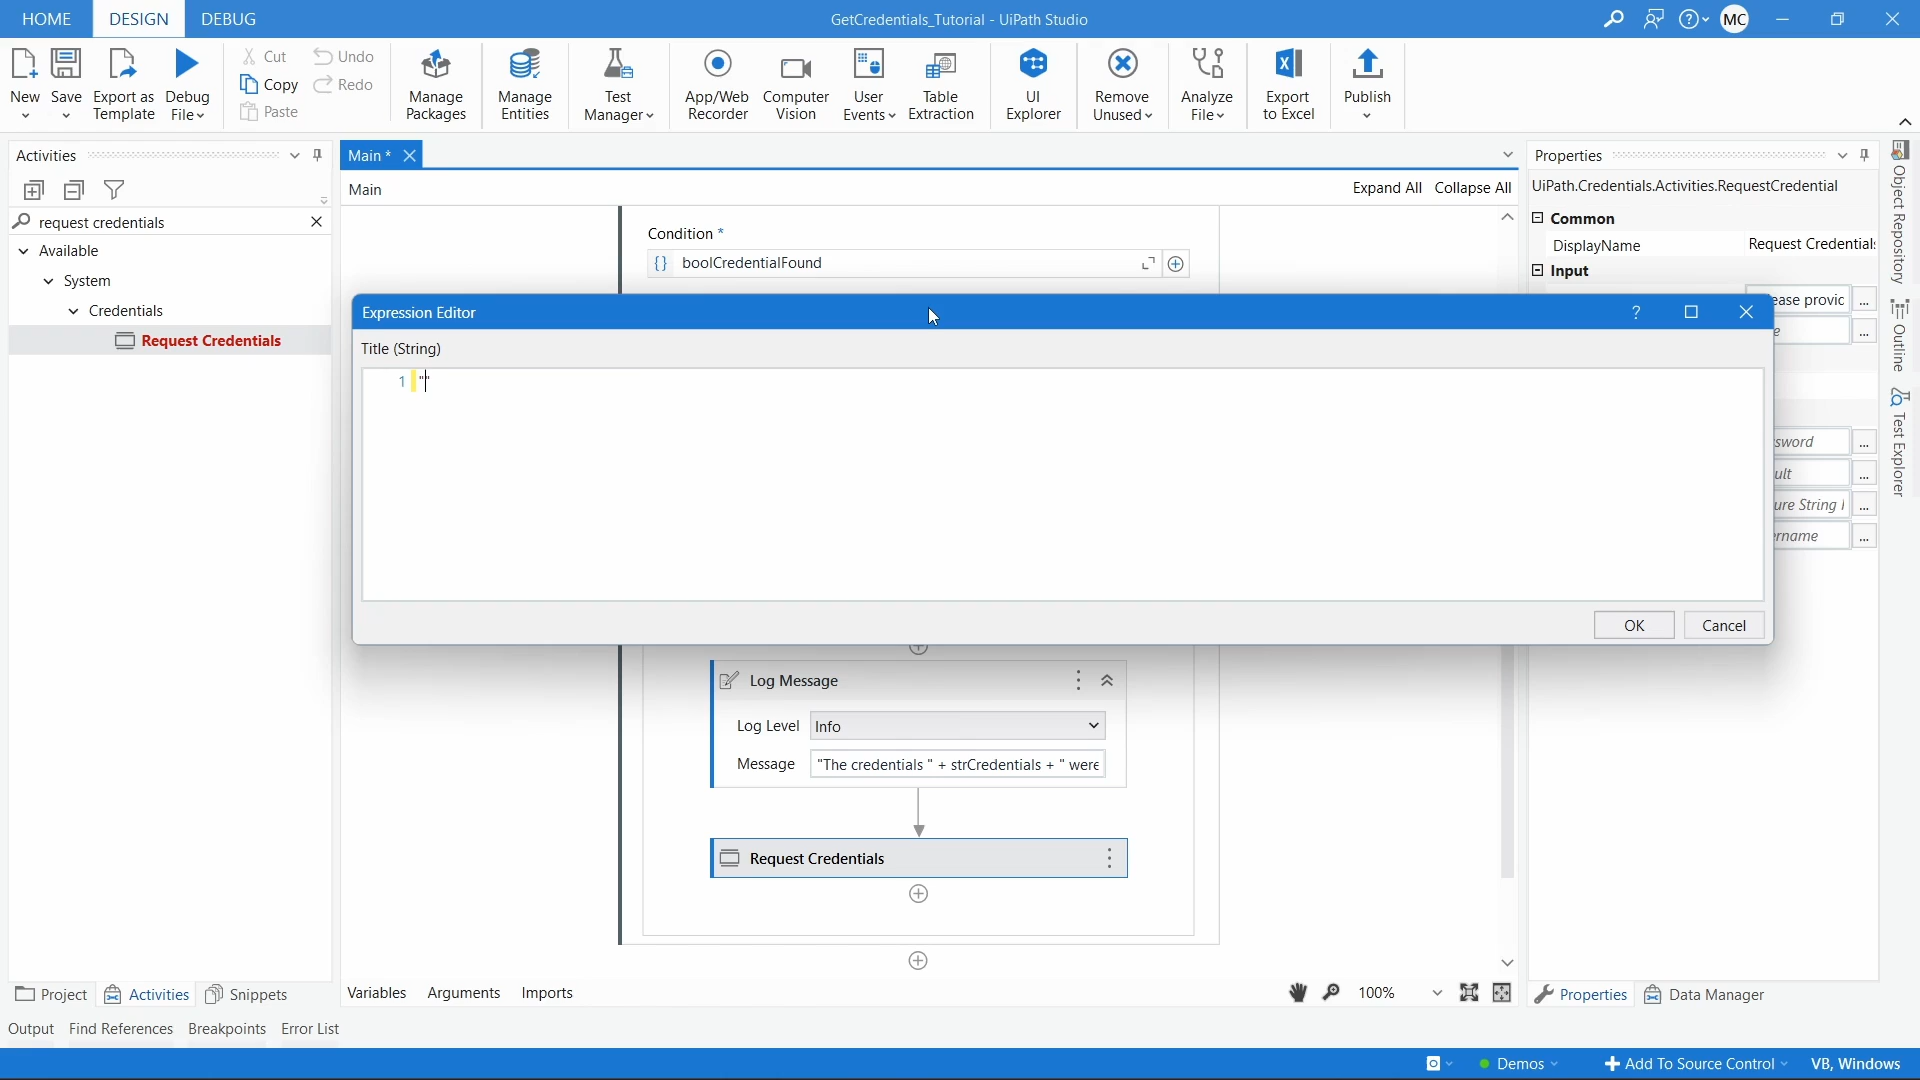 HOME DESIGN DEBUG GetCredentials_Tutorial - UiPath Studio MC
New Save Export as Template Debug File Cut Copy Paste Undo Redo Manage Packages Manage Entities Test Manager App/Web Recorder Computer Vision User Events Table Extraction UI Explorer Remove Unused Analyze File Export to Excel Publish
Activities
request credentials
Available
System
Credentials
Request Credentials
Main *
Main Expand All Collapse All
Condition *
{} boolCredentialFound
Expression Editor ?
Title (String)
1 ""
OK Cancel
Log Message
Log Level Info
Message "The credentials " + strCredentials + " were
Request Credentials
Properties
UiPath.Credentials.Activities.RequestCredential
Common
DisplayName Request Credentials
Input
ease provic ...
e ...
sword ...
ult ...
ure String ...
rname ...
Object Repository
Outline
Test Explorer
Project Activities Snippets
Variables Arguments Imports 100%
Properties Data Manager
Output Find References Breakpoints Error List
Demos Add To Source Control VB, Windows